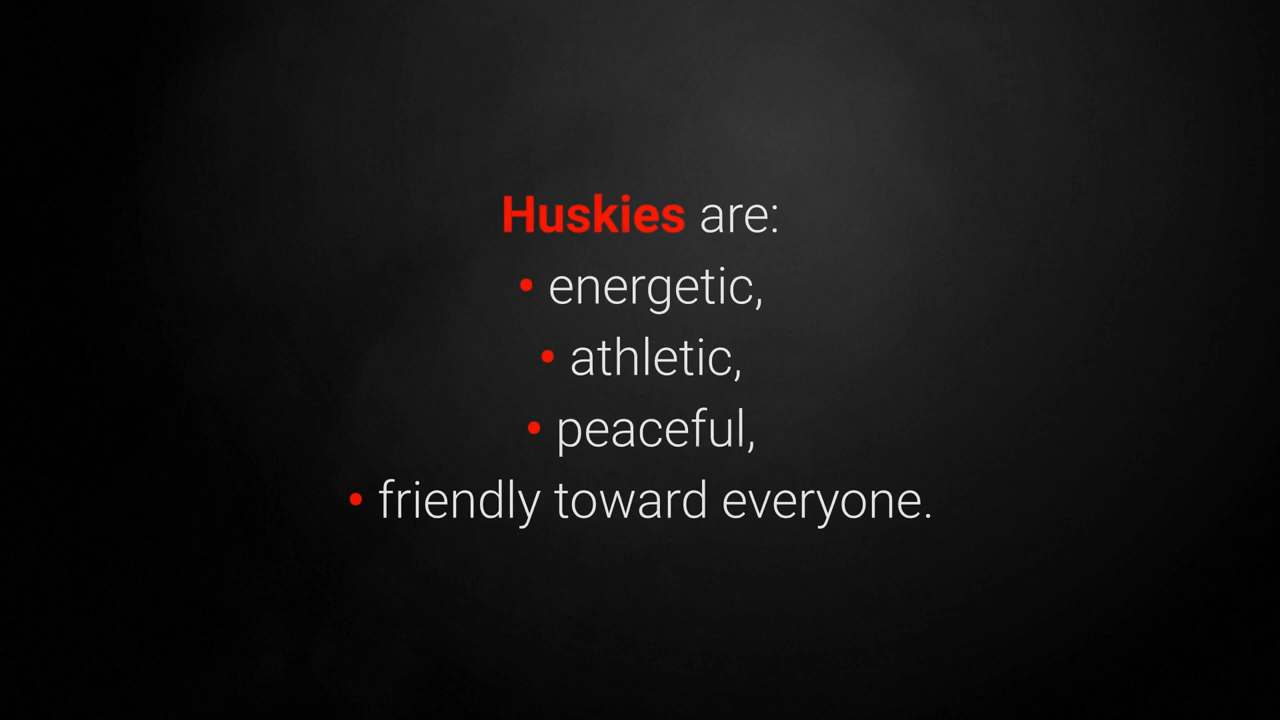 Huskies are:
• energetic,
• athletic,
• peaceful,
• friendly toward everyone.